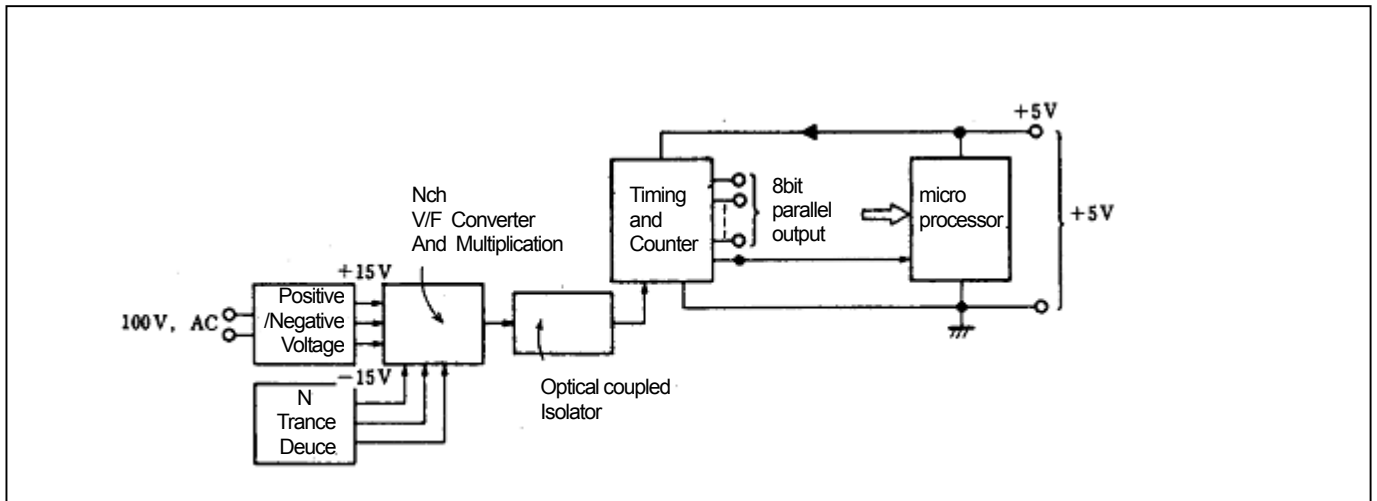 +5V
Nch
V/F Converter
And Multiplication
Timing
and
Counter
8bit
parallel
output
micro
processor
+5V
+15V
100V, AC
Positive
/Negative
Voltage
−15V
N
Trance
Deuce
Optical coupled
Isolator